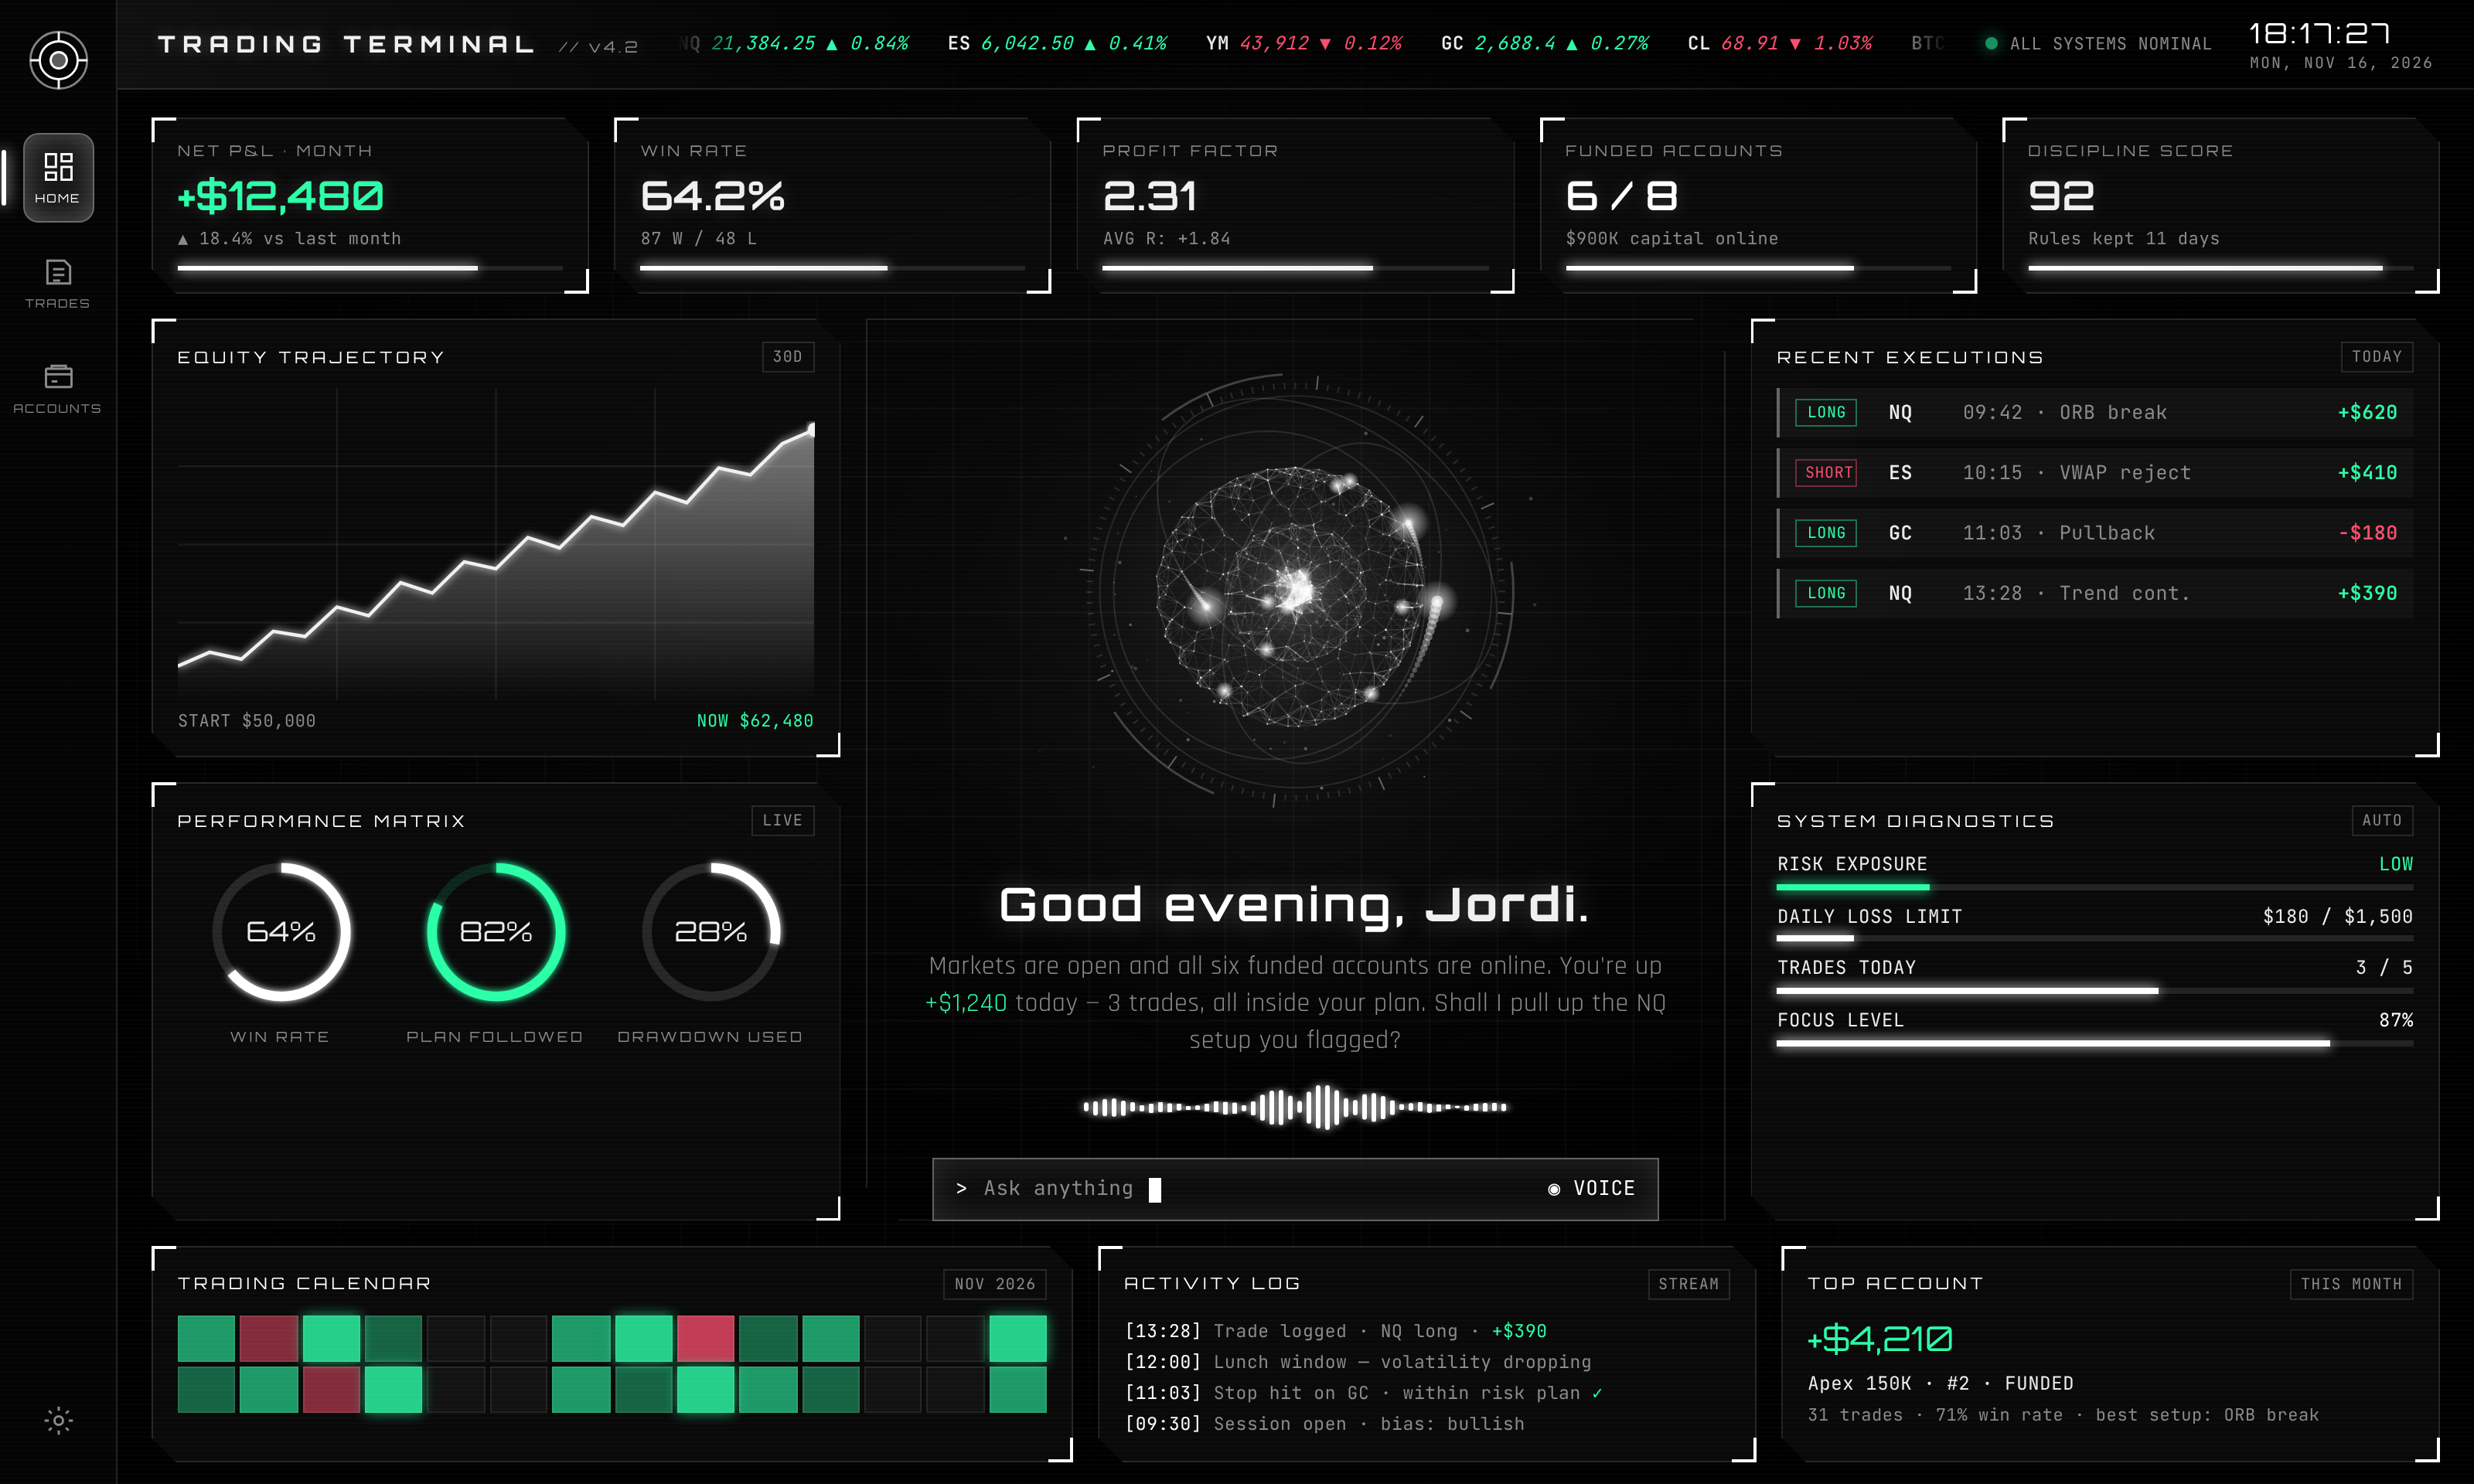 TRADING TERMINAL // v4.2
NQ 21,384.25 ▲ 0.84% ES 6,042.50 ▲ 0.41% YM 43,912 ▼ 0.12% GC 2,688.4 ▲ 0.27% CL 68.91 ▼ 1.03% BTC
ALL SYSTEMS NOMINAL
18:17:27
MON, NOV 16, 2026
HOME
TRADES
ACCOUNTS
NET P&L · MONTH
+$12,480
▲ 18.4% vs last month
WIN RATE
64.2%
87 W / 48 L
PROFIT FACTOR
2.31
AVG R: +1.84
FUNDED ACCOUNTS
6 / 8
$900K capital online
DISCIPLINE SCORE
92
Rules kept 11 days
EQUITY TRAJECTORY 30D
START $50,000 NOW $62,480
PERFORMANCE MATRIX LIVE
64% 82% 28%
WIN RATE PLAN FOLLOWED DRAWDOWN USED
Good evening, Jordi.
Markets are open and all six funded accounts are online. You're up
+$1,240 today — 3 trades, all inside your plan. Shall I pull up the NQ
setup you flagged?
> Ask anything ◉ VOICE
RECENT EXECUTIONS TODAY
LONG NQ 09:42 · ORB break +$620
SHORT ES 10:15 · VWAP reject +$410
LONG GC 11:03 · Pullback -$180
LONG NQ 13:28 · Trend cont. +$390
SYSTEM DIAGNOSTICS AUTO
RISK EXPOSURE LOW
DAILY LOSS LIMIT $180 / $1,500
TRADES TODAY 3 / 5
FOCUS LEVEL 87%
TRADING CALENDAR NOV 2026
ACTIVITY LOG STREAM
[13:28] Trade logged · NQ long · +$390
[12:00] Lunch window — volatility dropping
[11:03] Stop hit on GC · within risk plan ✓
[09:30] Session open · bias: bullish
TOP ACCOUNT THIS MONTH
+$4,210
Apex 150K · #2 · FUNDED
31 trades · 71% win rate · best setup: ORB break